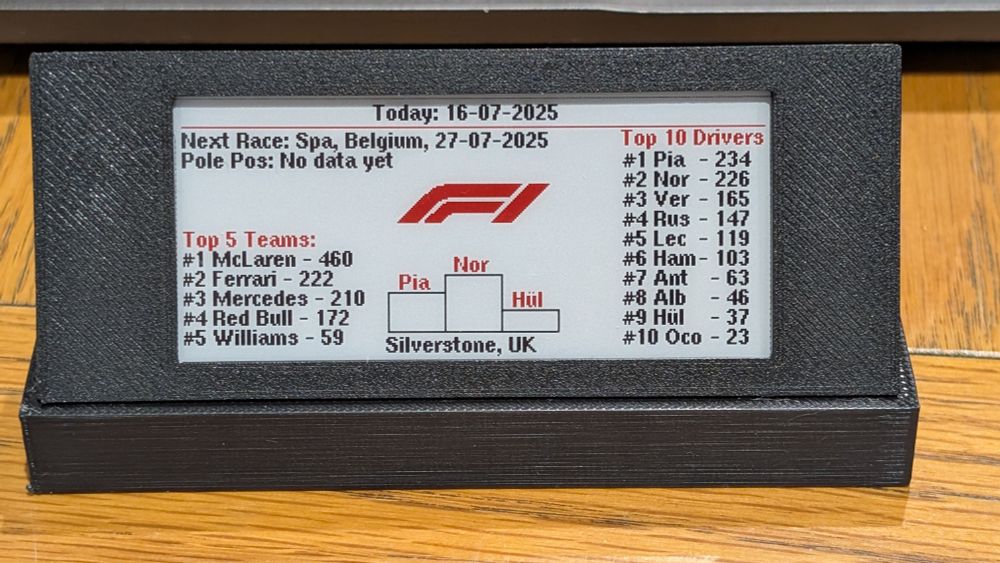 Today: 16-07-2025
Next Race: Spa, Belgium, 27-07-2025
Pole Pos: No data yet
F1
Top 5 Teams:
#1 McLaren - 460
#2 Ferrari - 222
#3 Mercedes - 210
#4 Red Bull - 172
#5 Williams - 59
Nor
Pia
Hül
Silverstone, UK
Top 10 Drivers
#1 Pia - 234
#2 Nor - 226
#3 Ver - 165
#4 Rus - 147
#5 Lec - 119
#6 Ham - 103
#7 Ant - 63
#8 Alb - 46
#9 Hül - 37
#10 Oco - 23